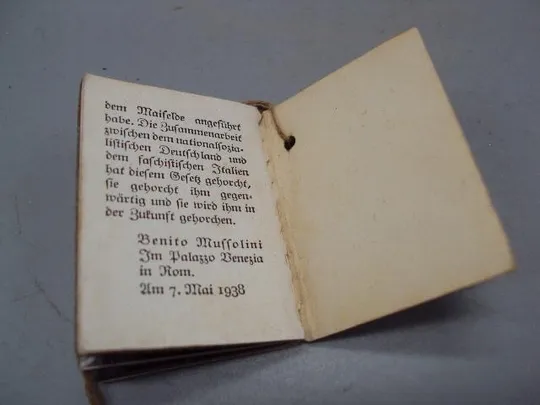 dem Maifelde angeführt
habe. Die Zusammenarbeit
zwischen dem nationalsozia-
listischen Deutschland und
dem faschistischen Italien
hat diesem Gesetz gehorcht,
sie gehorcht ihm gegen-
wärtig und sie wird ihm in
der Zukunft gehorchen.
Benito Mussolini
Im Palazzo Venezia
in Rom.
Am 7. Mai 1938